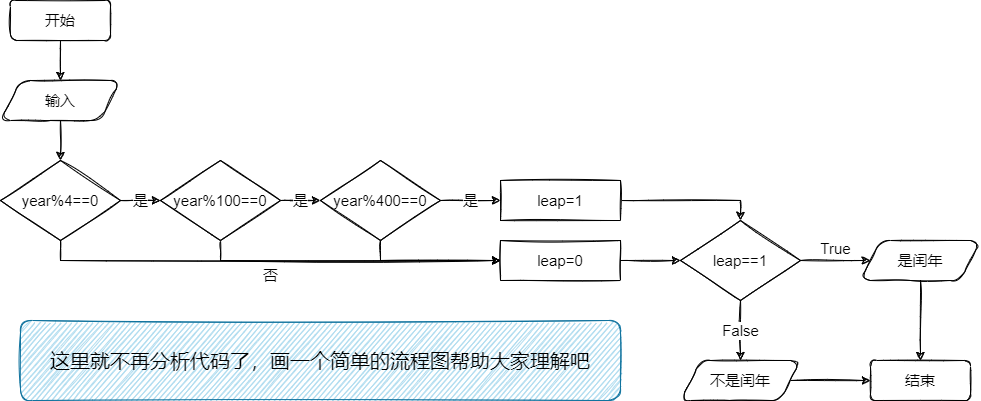 开始
输入
year%4==0
是
year%100==0
是
year%400==0
是
leap=1
否
leap=0
leap==1
True
是闰年
False
不是闰年
结束
这里就不再分析代码了，画一个简单的流程图帮助大家理解吧